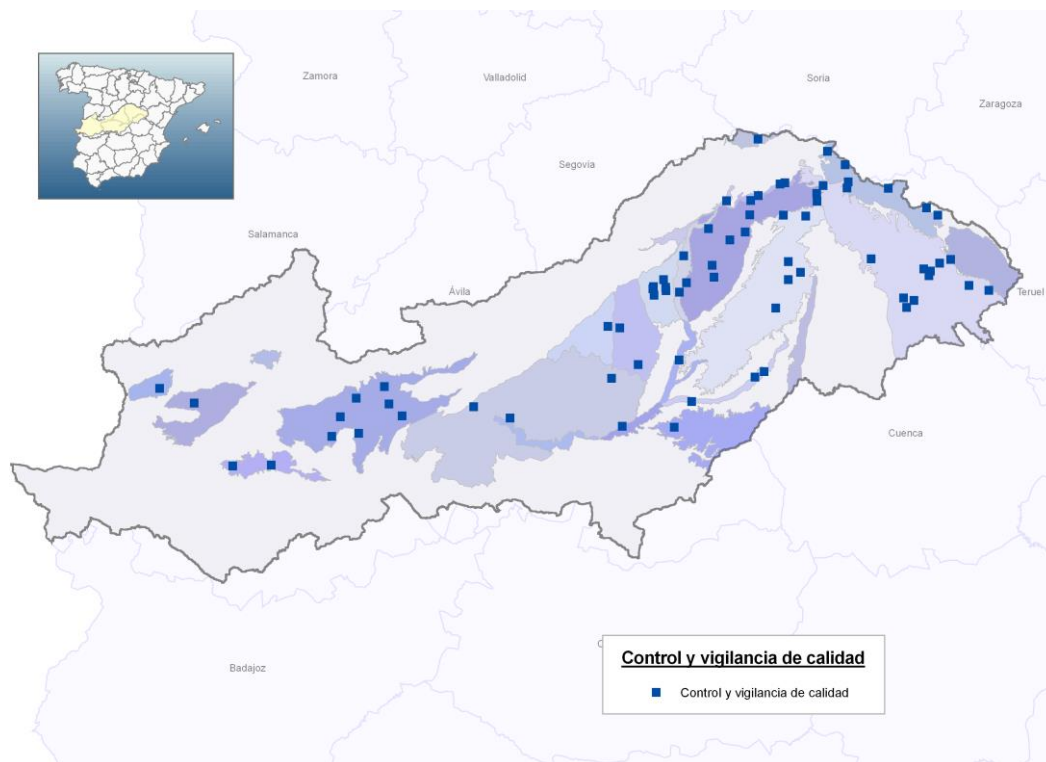 Zamora
Valladolid
Soria
Zaragoza
Segovia
Salamanca
Ávila
Teruel
Cuenca
Badajoz
Control y vigilancia de calidad
Control y vigilancia de calidad